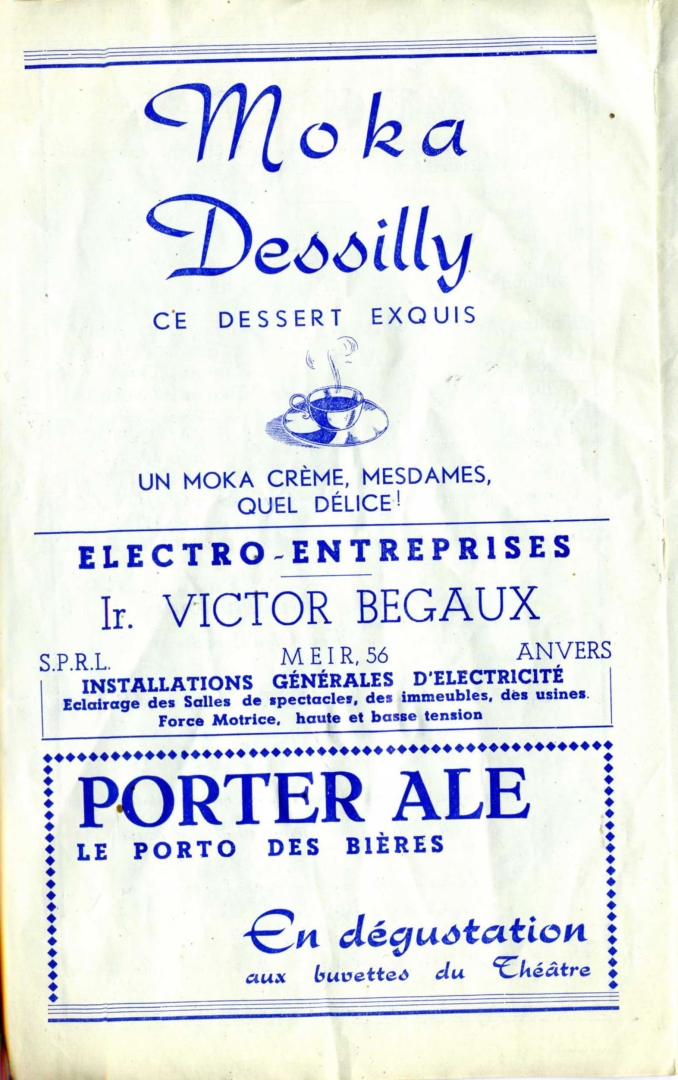 Moka
Dessilly
CE DESSERT EXQUIS
UN MOKA CRÈME, MESDAMES,
QUEL DÉLICE!
ELECTRO-ENTREPRISES
Ir. VICTOR BEGAUX
S.P.R.L. MEIR, 56 ANVERS
INSTALLATIONS GÉNÉRALES D'ELECTRICITÉ
Eclairage des Salles de spectacles, des immeubles, des usines.
Force Motrice, haute et basse tension
PORTER ALE
LE PORTO DES BIÈRES
En dégustation
aux buvettes du Théâtre